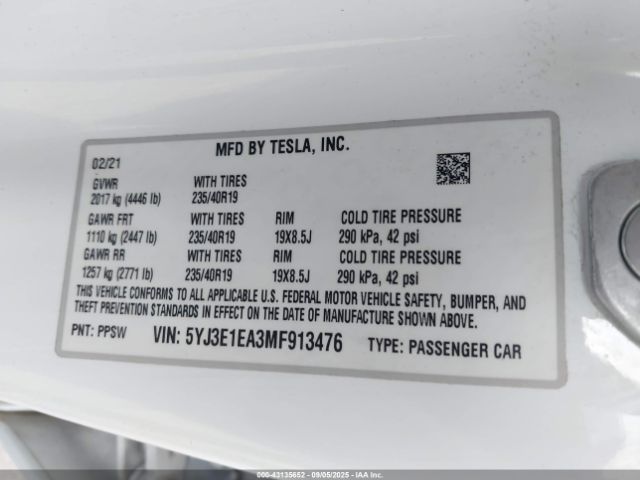 MFD BY TESLA, INC.
02/21
GVWR WITH TIRES
2017 kg (4446 lb) 235/40R19
GAWR FRT WITH TIRES RIM COLD TIRE PRESSURE
1110 kg (2447 lb) 235/40R19 19X8.5J 290 kPa, 42 psi
GAWR RR WITH TIRES RIM COLD TIRE PRESSURE
1257 kg (2771 lb) 235/40R19 19X8.5J 290 kPa, 42 psi
THIS VEHICLE CONFORMS TO ALL APPLICABLE U.S. FEDERAL MOTOR VEHICLE SAFETY, BUMPER, AND
THEFT PREVENTION STANDARDS IN EFFECT ON THE DATE OF MANUFACTURE SHOWN ABOVE.
PNT: PPSW VIN: 5YJ3E1EA3MF913476 TYPE: PASSENGER CAR
000-43135652 - 09/05/2025 - COPART.COM